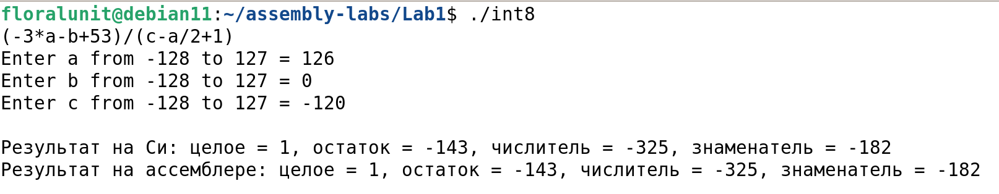 floralunit@debian11:~/assembly-labs/Lab1$ ./int8
(-3*a-b+53)/(c-a/2+1)
Enter a from -128 to 127 = 126
Enter b from -128 to 127 = 0
Enter c from -128 to 127 = -120
Результат на Си: целое = 1, остаток = -143, числитель = -325, знаменатель = -182
Результат на ассемблере: целое = 1, остаток = -143, числитель = -325, знаменатель = -182